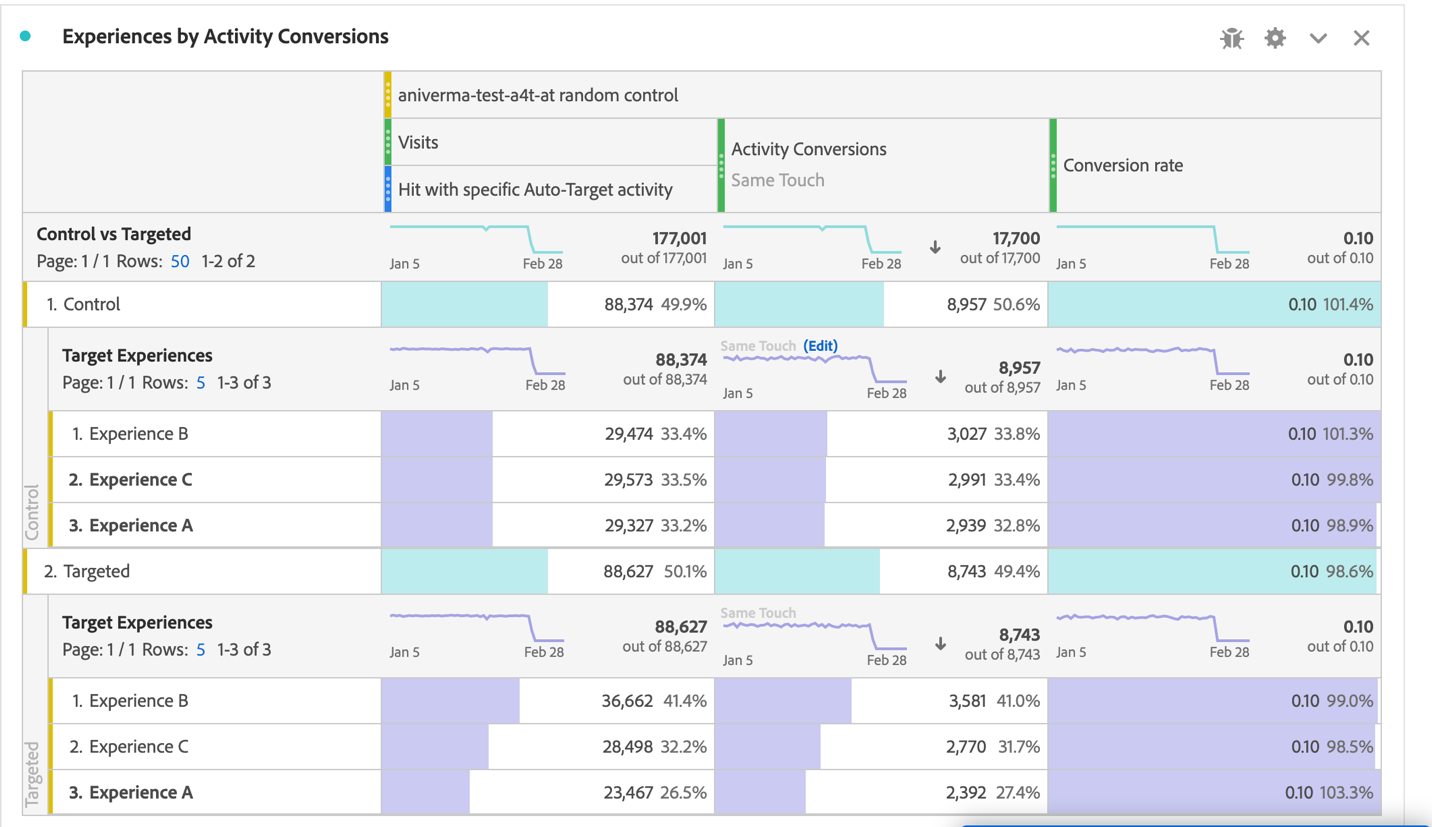 Experiences by Activity Conversions
aniverma-test-a4t-at random control
Visits
Hit with specific Auto-Target activity
Activity Conversions
Same Touch
Conversion rate
Control vs Targeted
Page: 1 / 1 Rows: 50 1-2 of 2
Jan 5 Feb 28
177,001
out of 177,001
Jan 5 Feb 28
17,700
out of 17,700
Jan 5 Feb 28
0.10
out of 0.10
1. Control 88,374 49.9% 8,957 50.6% 0.10 101.4%
Control
Target Experiences
Page: 1 / 1 Rows: 5 1-3 of 3
Jan 5 Feb 28
88,374
out of 88,374
Same Touch (Edit)
Jan 5 Feb 28
8,957
out of 8,957
Jan 5 Feb 28
0.10
out of 0.10
1. Experience B 29,474 33.4% 3,027 33.8% 0.10 101.3%
2. Experience C 29,573 33.5% 2,991 33.4% 0.10 99.8%
3. Experience A 29,327 33.2% 2,939 32.8% 0.10 98.9%
2. Targeted 88,627 50.1% 8,743 49.4% 0.10 98.6%
Targeted
Target Experiences
Page: 1 / 1 Rows: 5 1-3 of 3
Jan 5 Feb 28
88,627
out of 88,627
Same Touch
Jan 5 Feb 28
8,743
out of 8,743
Jan 5 Feb 28
0.10
out of 0.10
1. Experience B 36,662 41.4% 3,581 41.0% 0.10 99.0%
2. Experience C 28,498 32.2% 2,770 31.7% 0.10 98.5%
3. Experience A 23,467 26.5% 2,392 27.4% 0.10 103.3%